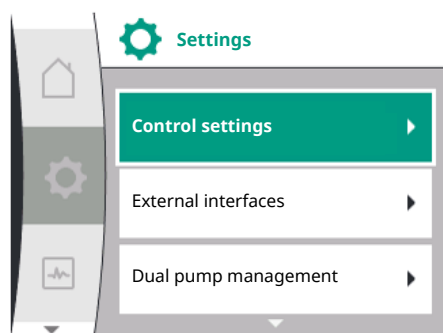 Settings
Control settings
External interfaces
Dual pump management